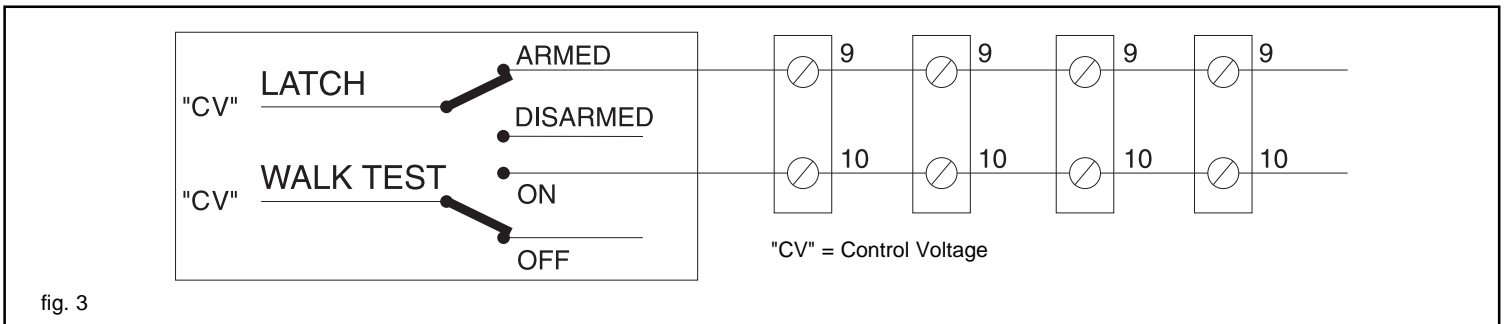 ARMED
9 9 9 9
LATCH
"CV"
DISARMED
10 10 10 10
WALK TEST
"CV"
ON
"CV" = Control Voltage
OFF
fig. 3